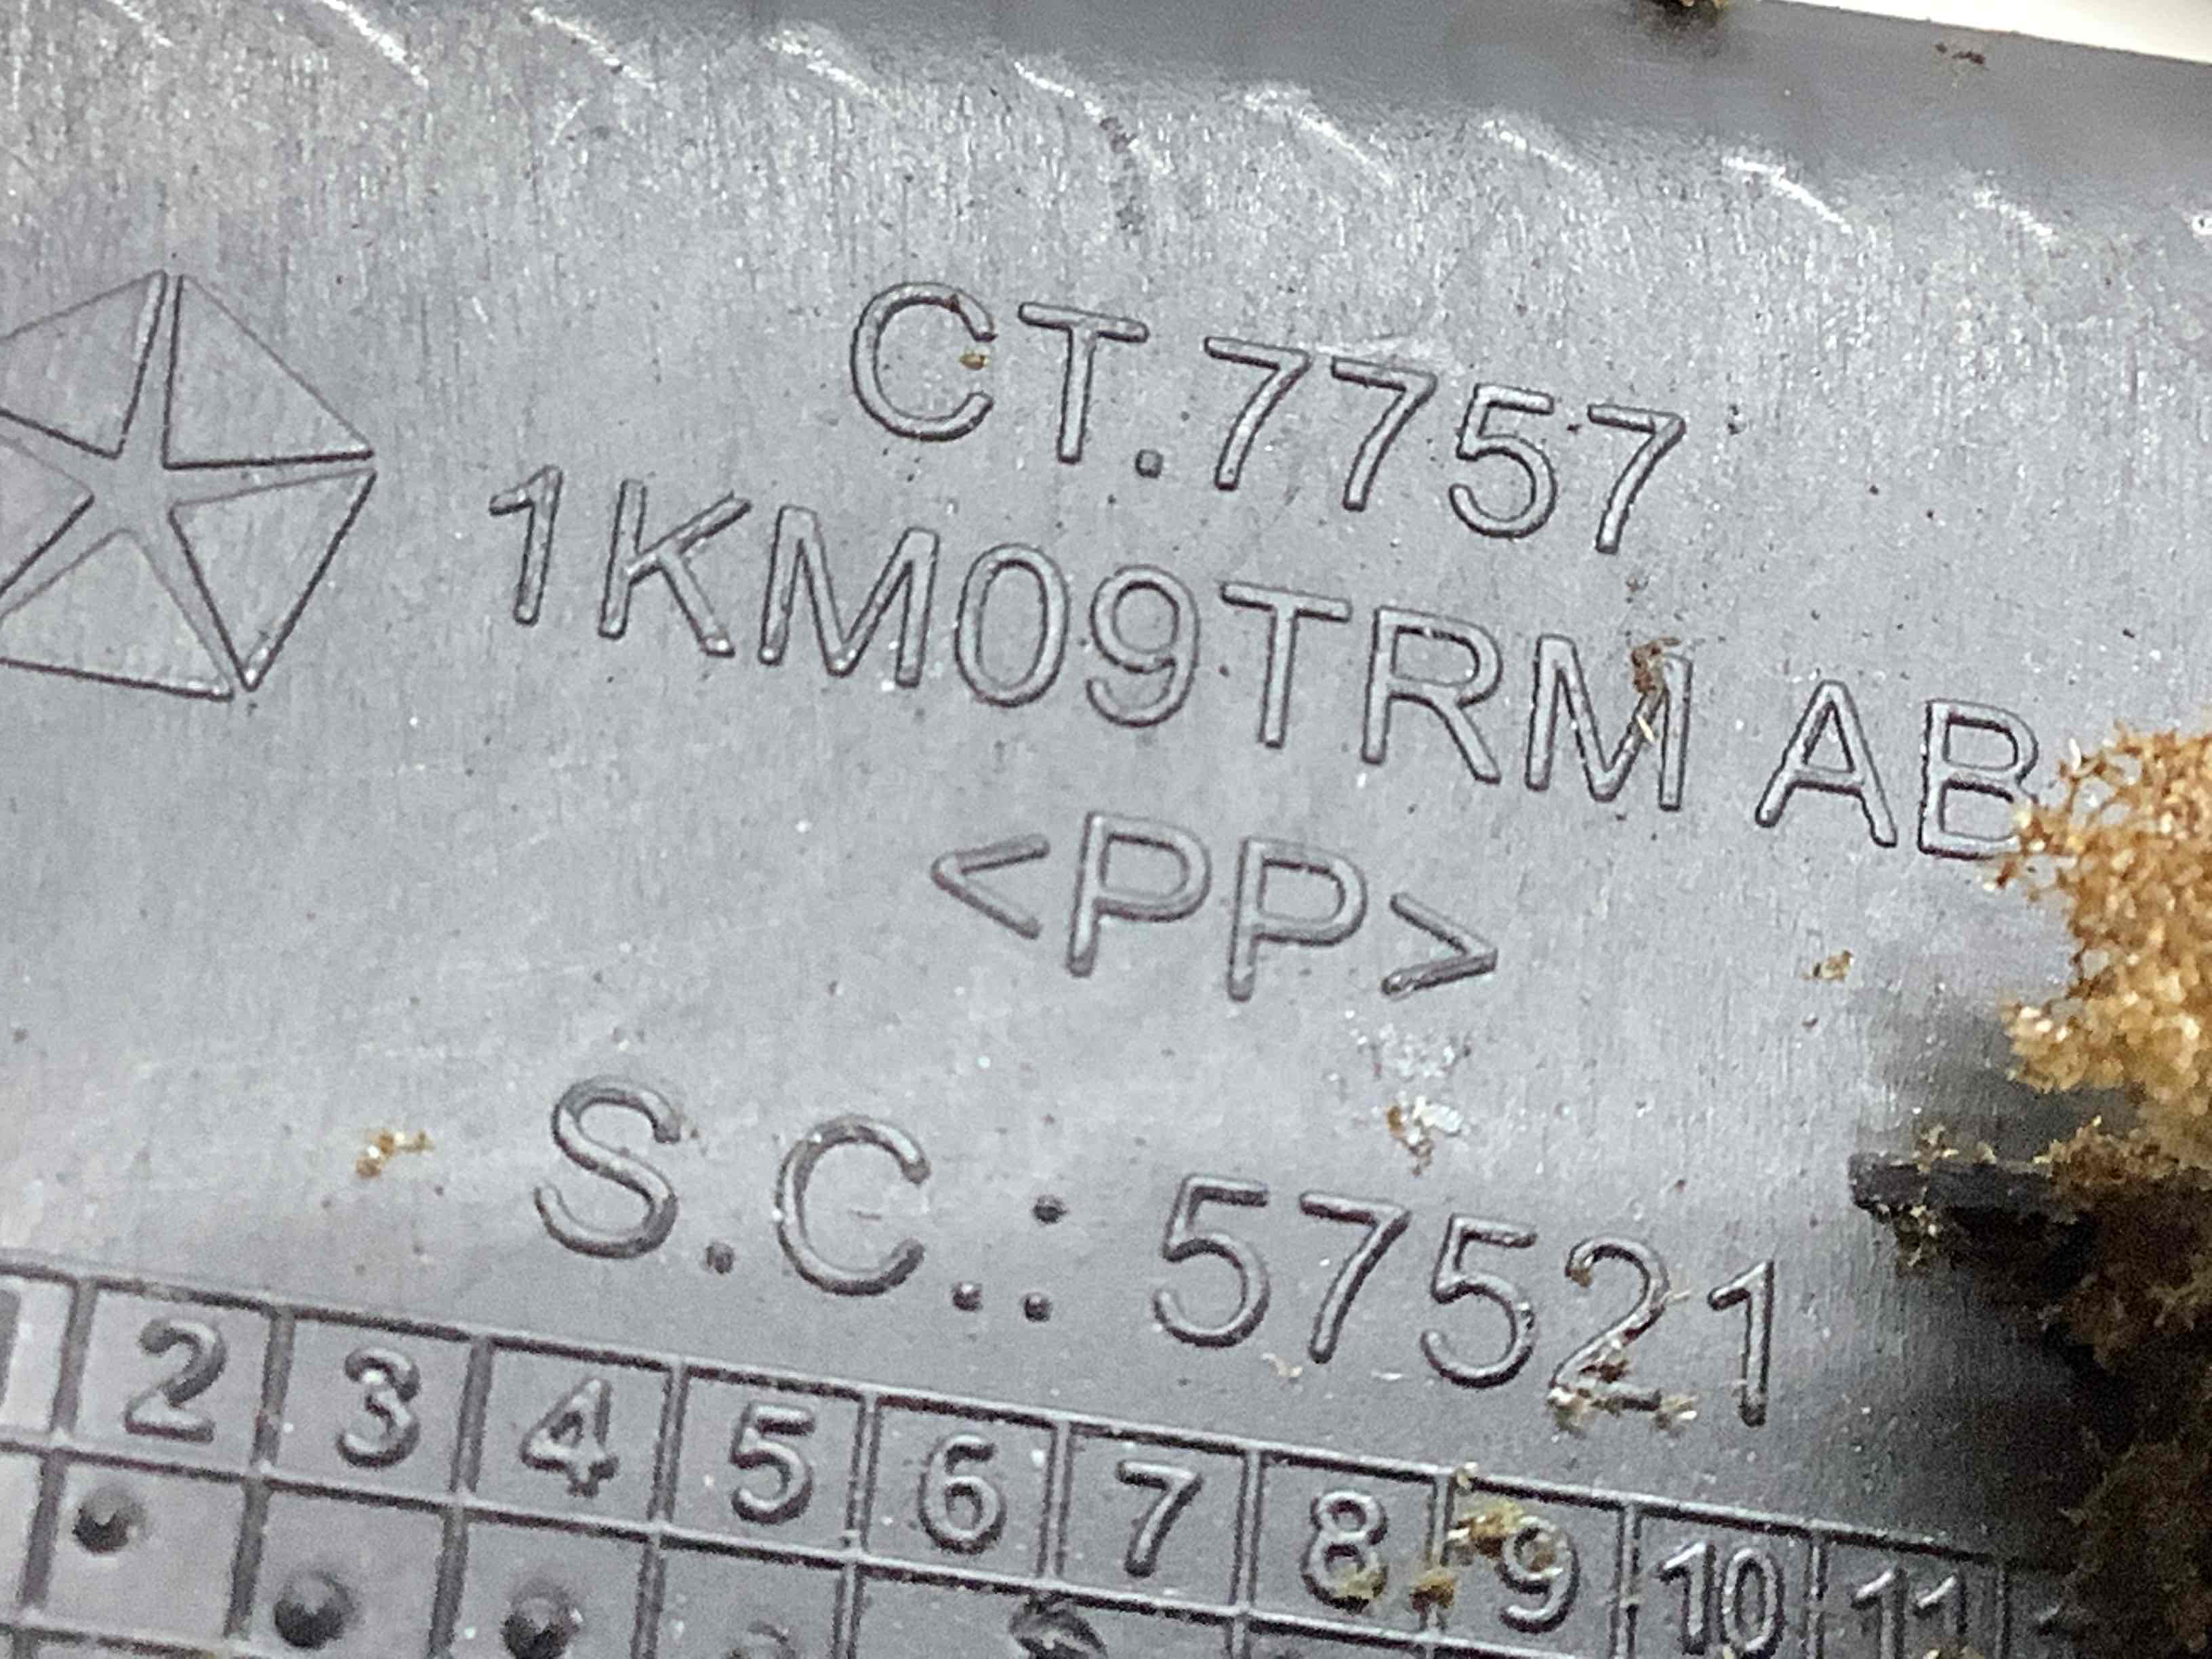 CT.7757
1KM09TRM AB
<PP>
S.C.: 57521
2 3 4 5 6 7 8 9 10 11